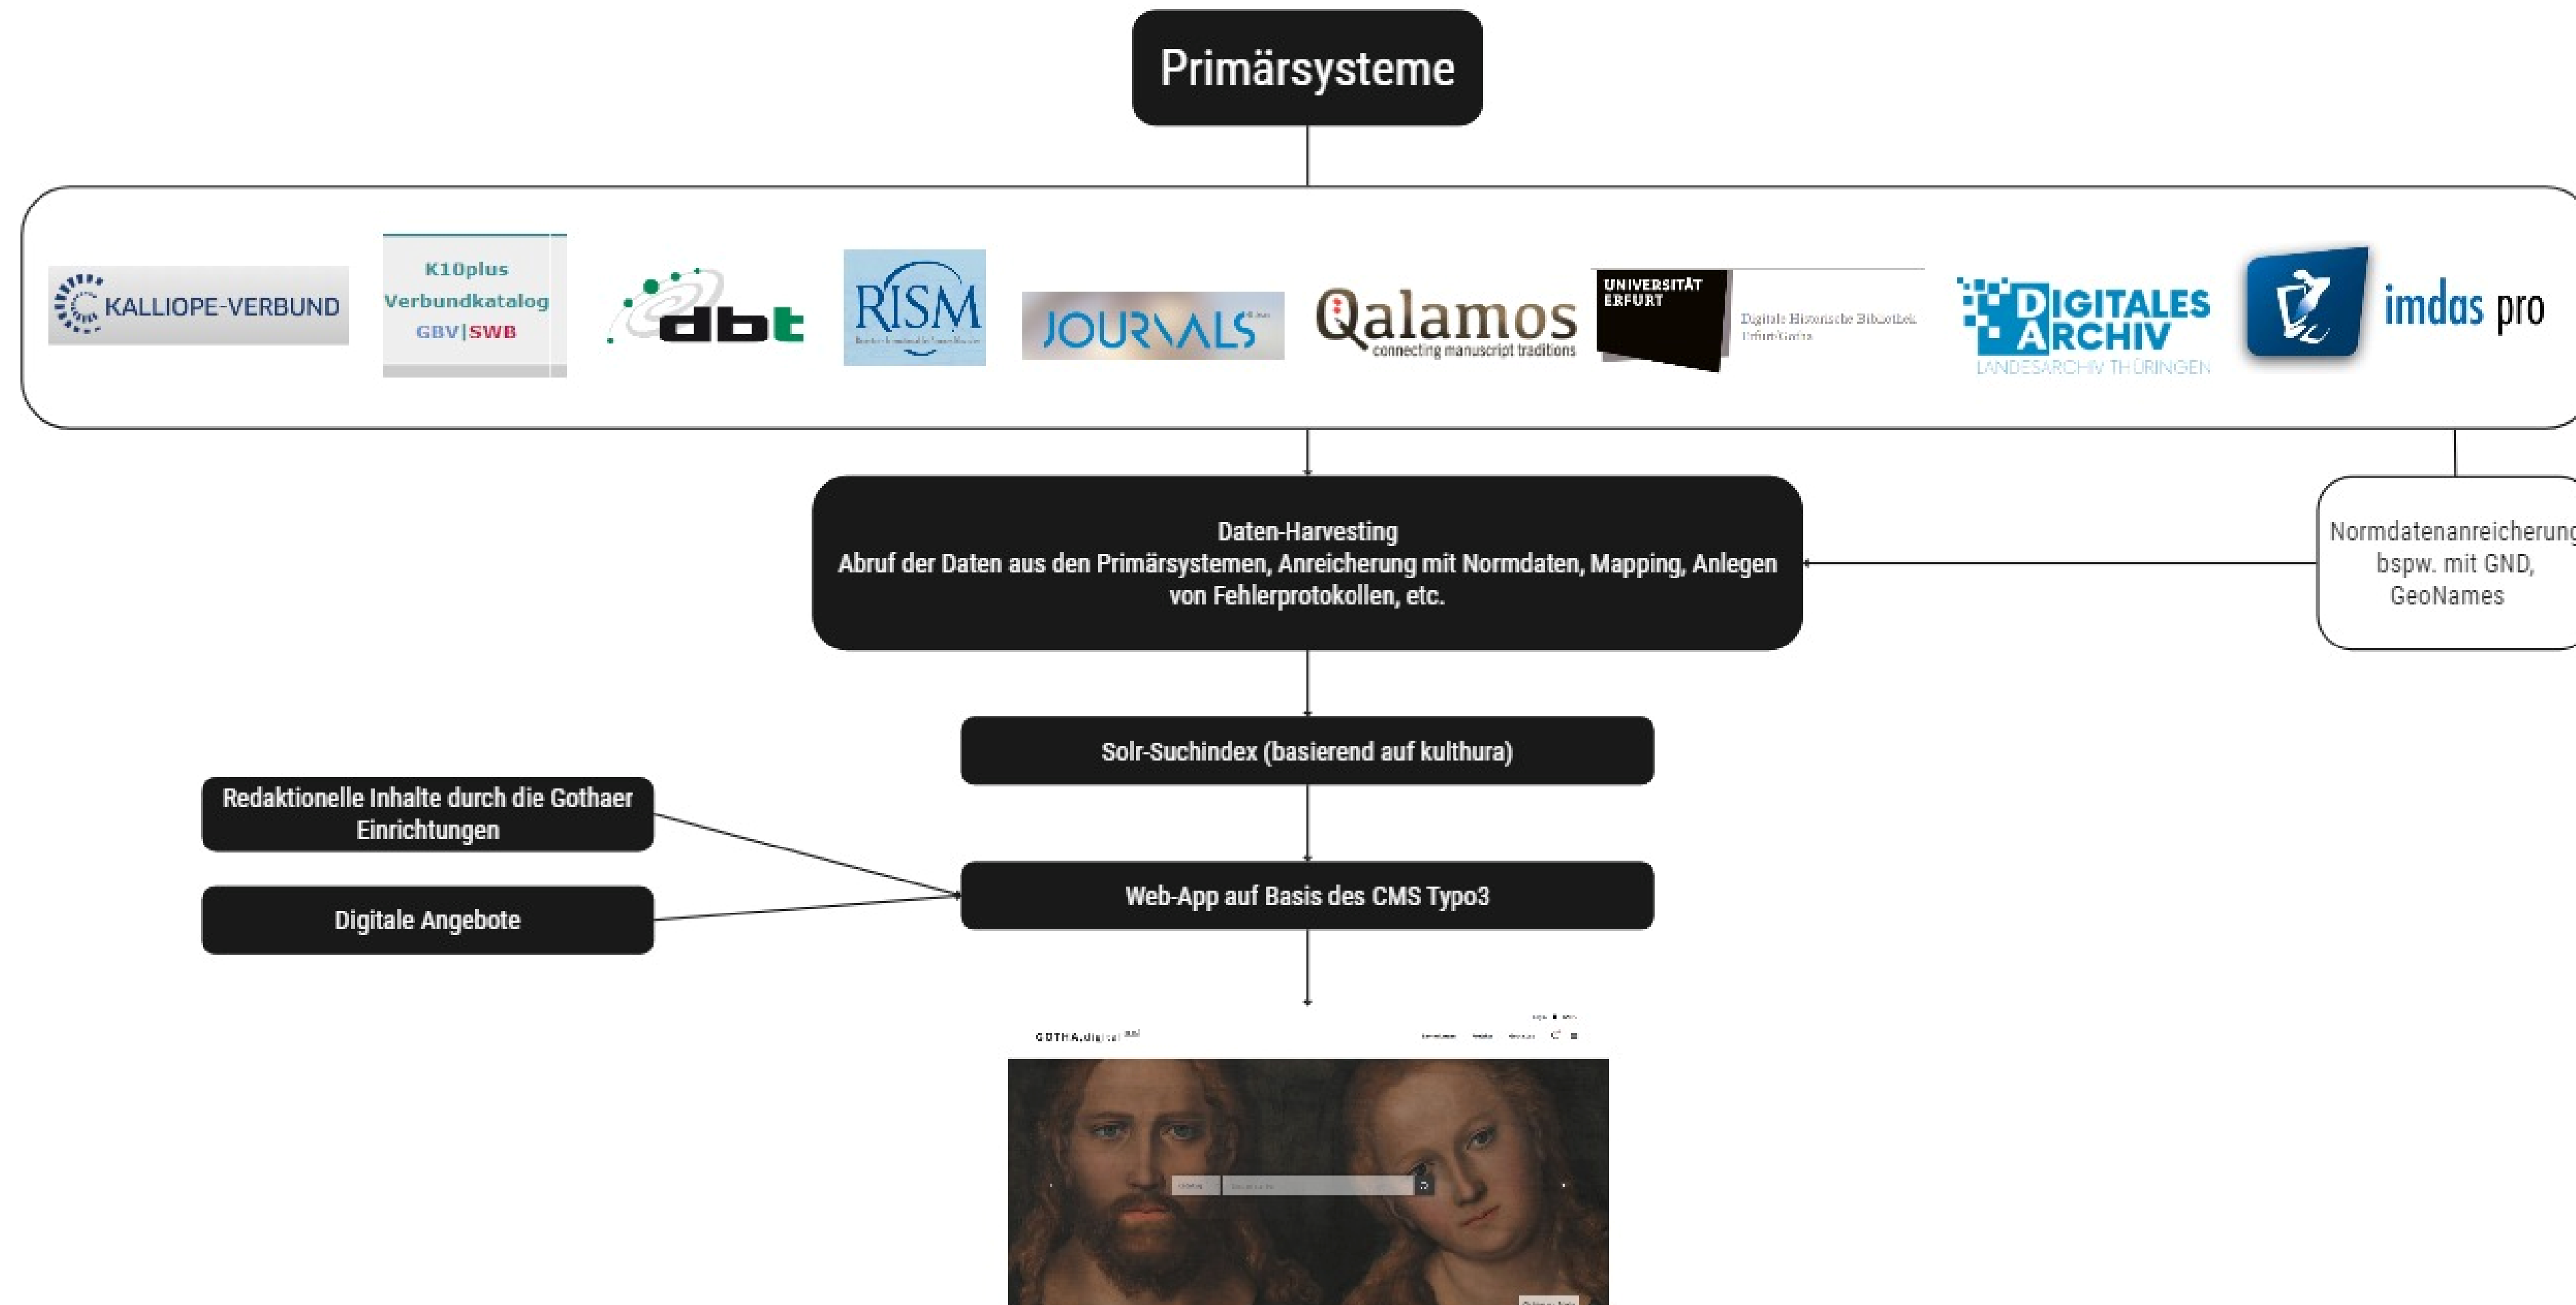 Primärsysteme
KALLIOPE-VERBUND
K10plus
Verbundkatalog
GBV|SWB
dbt
RISM
JOURNALS
Qalamos
connecting manuscript traditions
UNIVERSITÄT
ERFURT
Digitale Historische Bibliothek
Erfurt/Gotha
DIGITALES
ARCHIV
LANDESARCHIV THÜRINGEN
imdas pro
Daten-Harvesting
Abruf der Daten aus den Primärsystemen, Anreicherung mit Normdaten, Mapping, Anlegen
von Fehlerprotokollen, etc.
Normdatenanreicherung
bspw. mit GND,
GeoNames
Solr-Suchindex (basierend auf kulthura)
Redaktionelle Inhalte durch die Gothaer
Einrichtungen
Digitale Angebote
Web-App auf Basis des CMS Typo3
GOTHA.digital